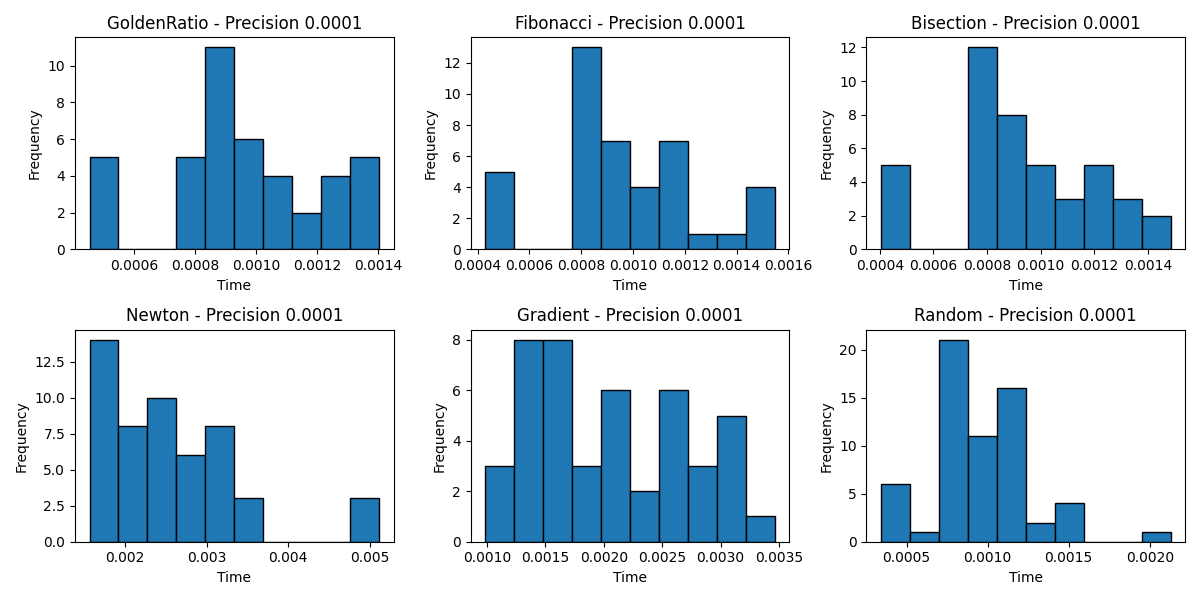 GoldenRatio - Precision 0.0001
Frequency
10
8
6
4
2
0
0.0006 0.0008 0.0010 0.0012 0.0014
Time
Fibonacci - Precision 0.0001
Frequency
12
10
8
6
4
2
0
0.0004 0.0006 0.0008 0.0010 0.0012 0.0014 0.0016
Time
Bisection - Precision 0.0001
Frequency
12
10
8
6
4
2
0
0.0004 0.0006 0.0008 0.0010 0.0012 0.0014
Time
Newton - Precision 0.0001
Frequency
12.5
10.0
7.5
5.0
2.5
0.0
0.002 0.003 0.004 0.005
Time
Gradient - Precision 0.0001
Frequency
8
6
4
2
0
0.0010 0.0015 0.0020 0.0025 0.0030 0.0035
Time
Random - Precision 0.0001
Frequency
20
15
10
5
0
0.0005 0.0010 0.0015 0.0020
Time